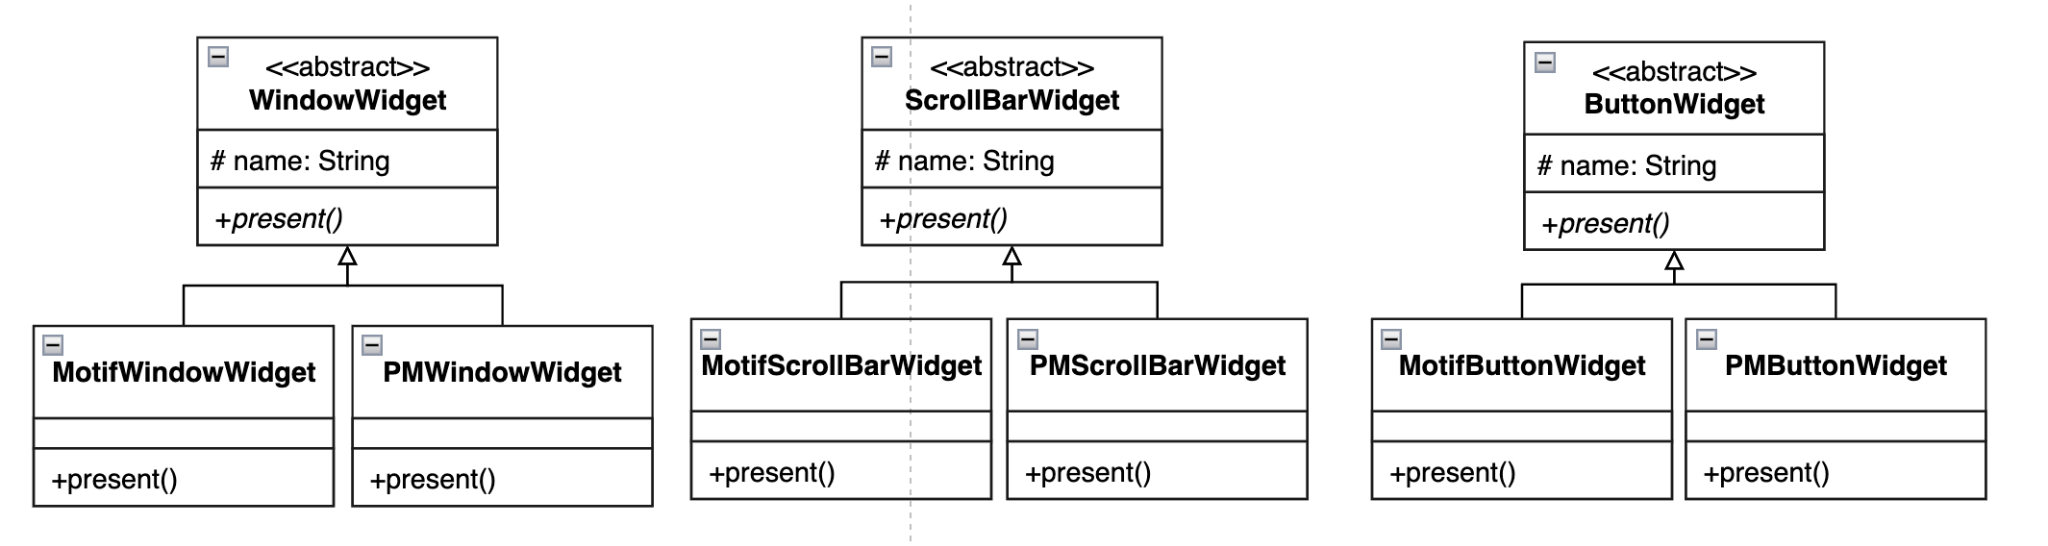 <<abstract>>
WindowWidget
# name: String
+present()
MotifWindowWidget
+present()
PMWindowWidget
+present()
<<abstract>>
ScrollBarWidget
# name: String
+present()
MotifScrollBarWidget
+present()
PMScrollBarWidget
+present()
<<abstract>>
ButtonWidget
# name: String
+present()
MotifButtonWidget
+present()
PMButtonWidget
+present()